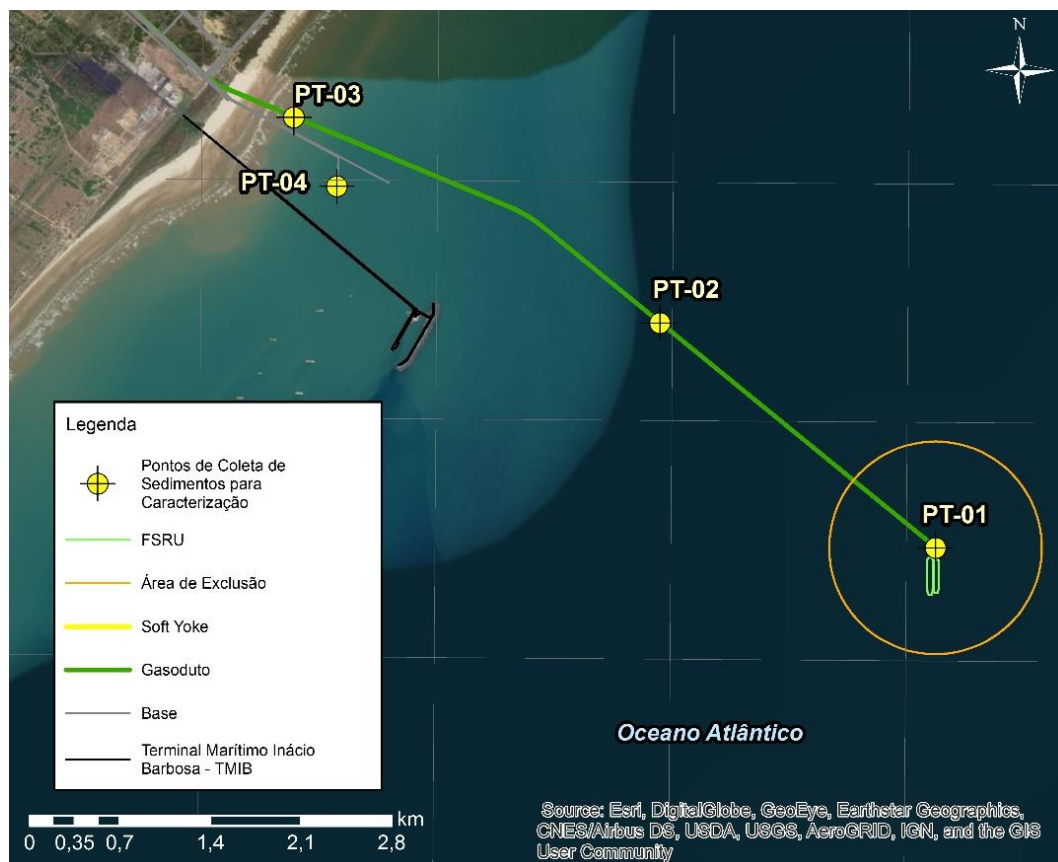 N
PT-03
PT-04
PT-02
PT-01
Legenda
Pontos de Coleta de
Sedimentos para
Caracterização
FSRU
Área de Exclusão
Soft Yoke
Gasoduto
Base
Terminal Marítimo Inácio
Barbosa - TMIB
Oceano Atlântico
km
0 0,35 0,7 1,4 2,1 2,8
Source: Esri, DigitalGlobe, GeoEye, Earthstar Geographics,
CNES/Airbus DS, USDA, USGS, AeroGRID, IGN, and the GIS
User Community